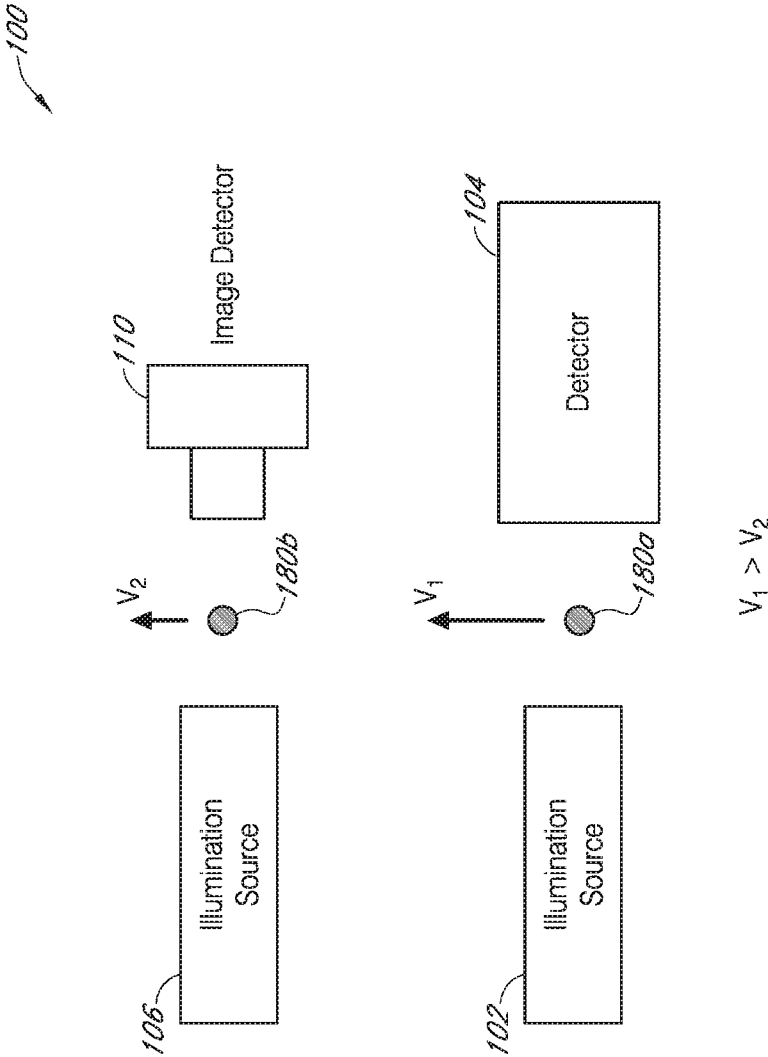 100
110
Image Detector
V₂
180b
Illumination
Source
106
104
Detector
V₁
180a
Illumination
Source
102
V₁ > V₂